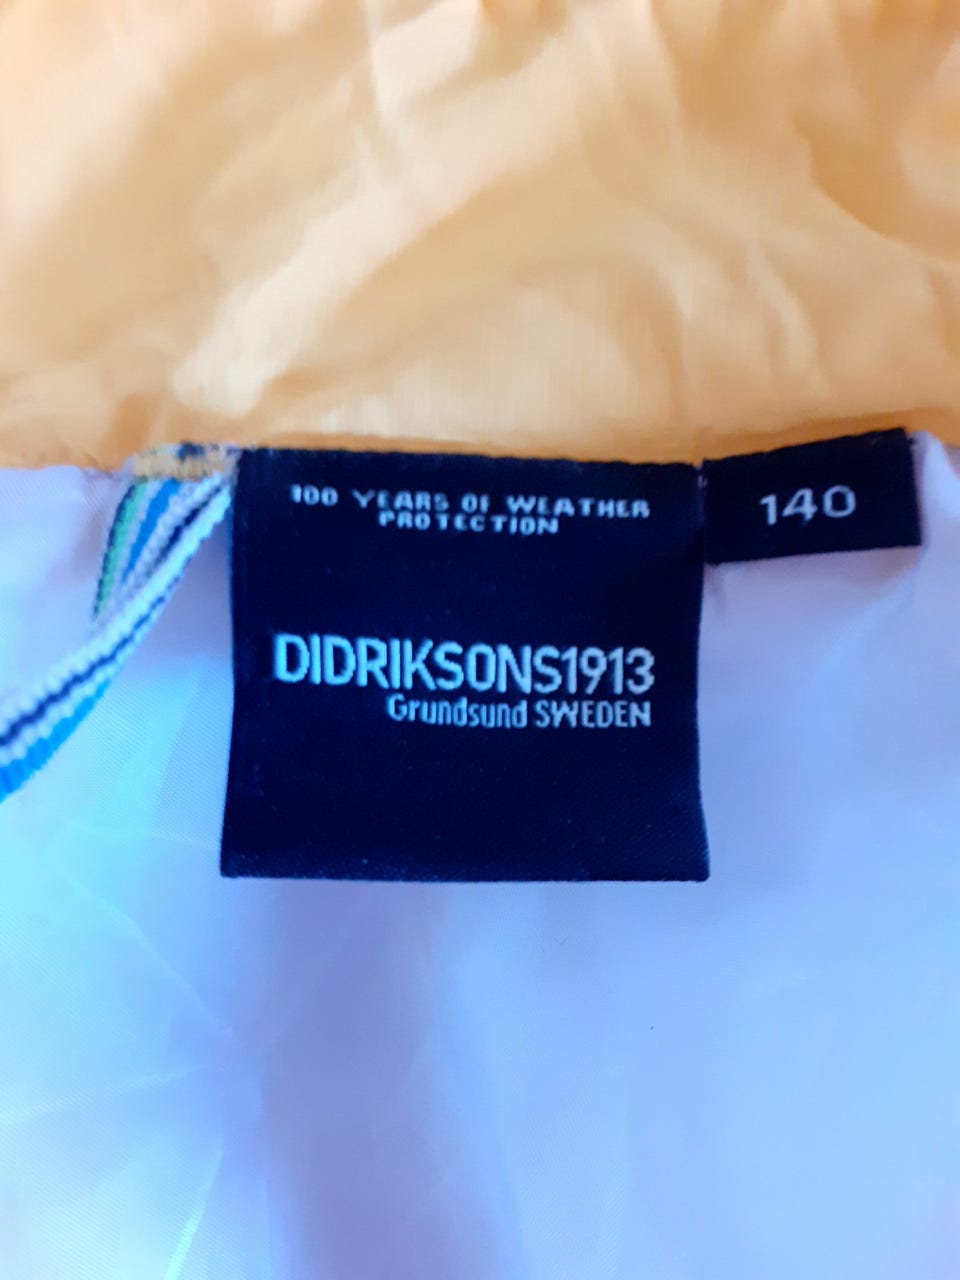 100 YEARS OF WEATHER
PROTECTION
140
DIDRIKSONS1913
Grundsund SWEDEN